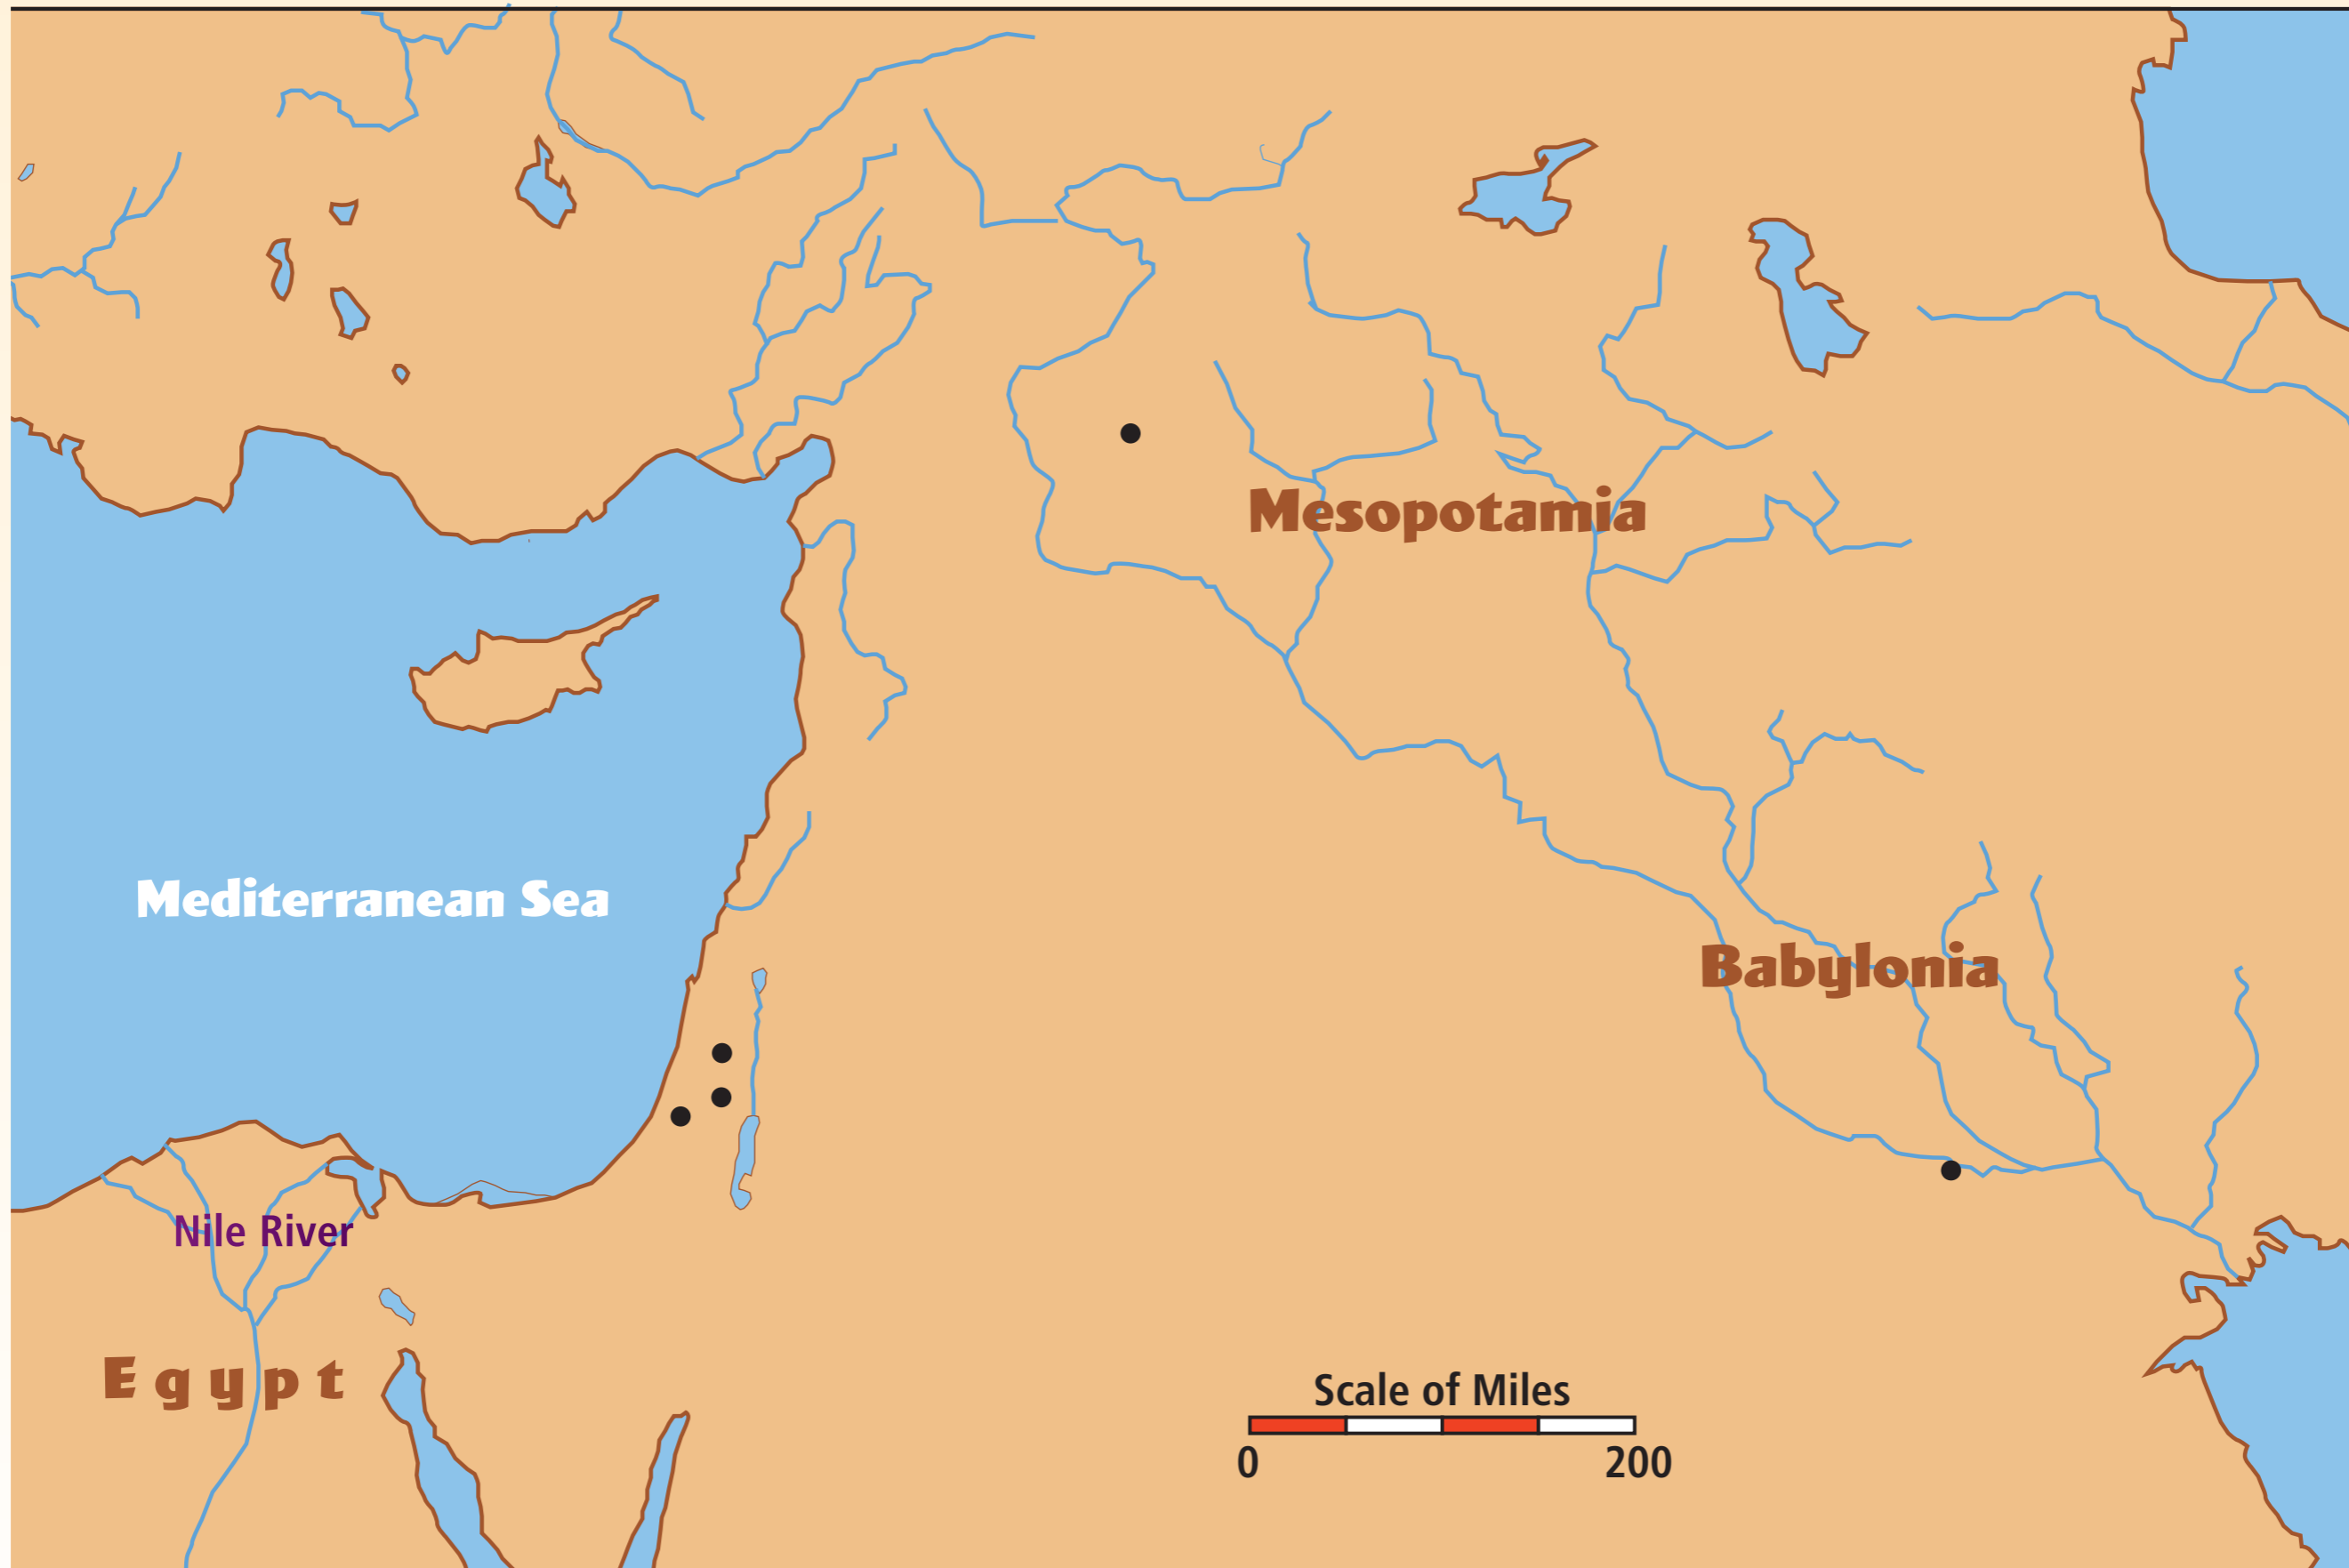 Mesopotamia
Mediterranean Sea
Babylonia
Nile River
Egypt
Scale of Miles
0 200